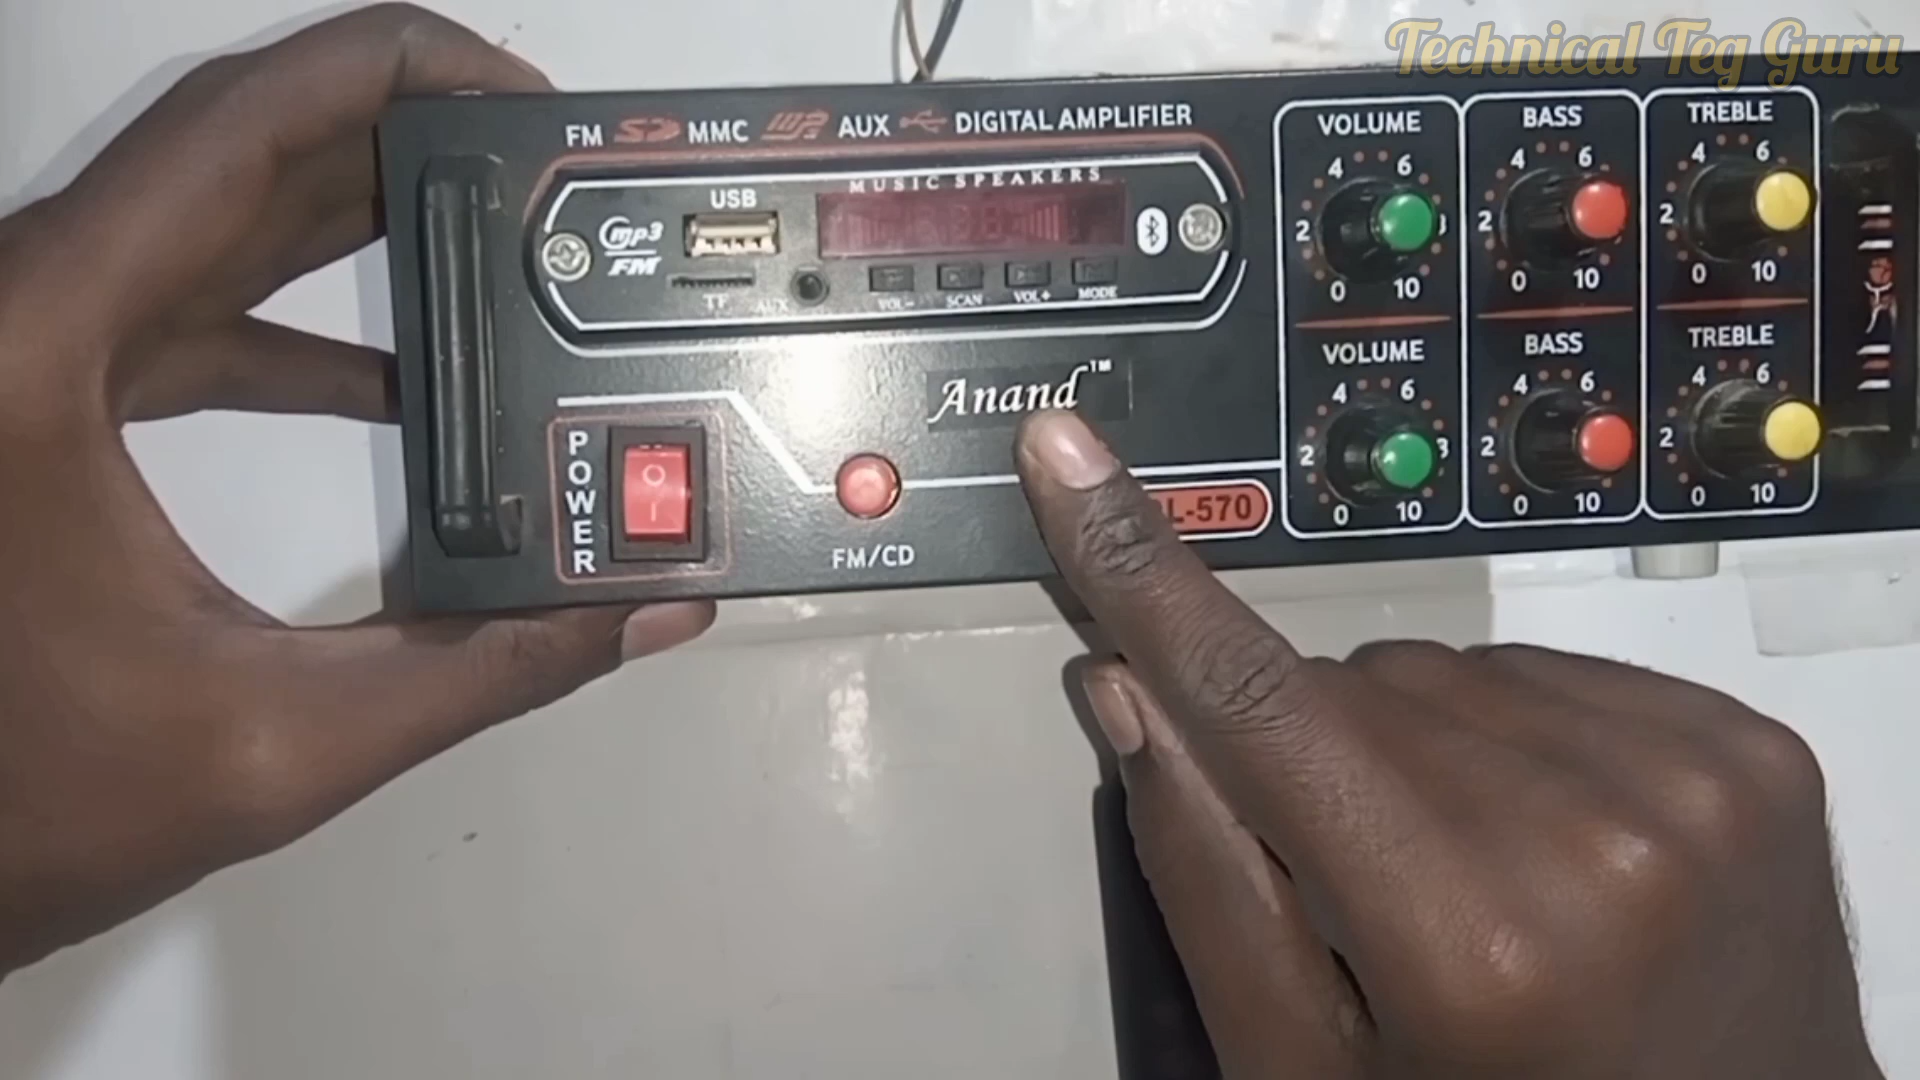 Technical Teg Guru
FM SD MMC MP3 AUX DIGITAL AMPLIFIER
MUSIC SPEAKERS
USB
mp3
FM
TF
AUX
VOL-
SCAN
VOL+
MODE
Anand™
POWER
FM/CD
L-570
VOLUME
4 6
2
0 10
BASS
4 6
2
0 10
TREBLE
4 6
2
0 10
VOLUME
4 6
2 8
0 10
BASS
4 6
2
0 10
TREBLE
4 6
2
0 10